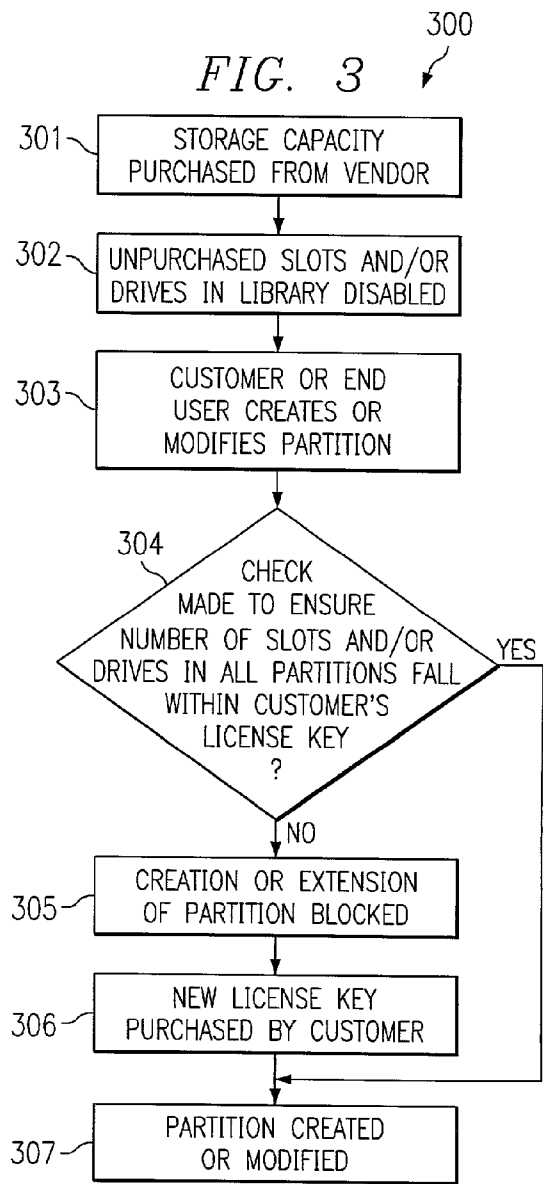 300
FIG. 3
301
STORAGE CAPACITY
PURCHASED FROM VENDOR
302
UNPURCHASED SLOTS AND/OR
DRIVES IN LIBRARY DISABLED
303
CUSTOMER OR END
USER CREATES OR
MODIFIES PARTITION
304
CHECK
MADE TO ENSURE
NUMBER OF SLOTS AND/OR
DRIVES IN ALL PARTITIONS FALL
WITHIN CUSTOMER'S
LICENSE KEY
?
YES
NO
305
CREATION OR EXTENSION
OF PARTITION BLOCKED
306
NEW LICENSE KEY
PURCHASED BY CUSTOMER
307
PARTITION CREATED
OR MODIFIED